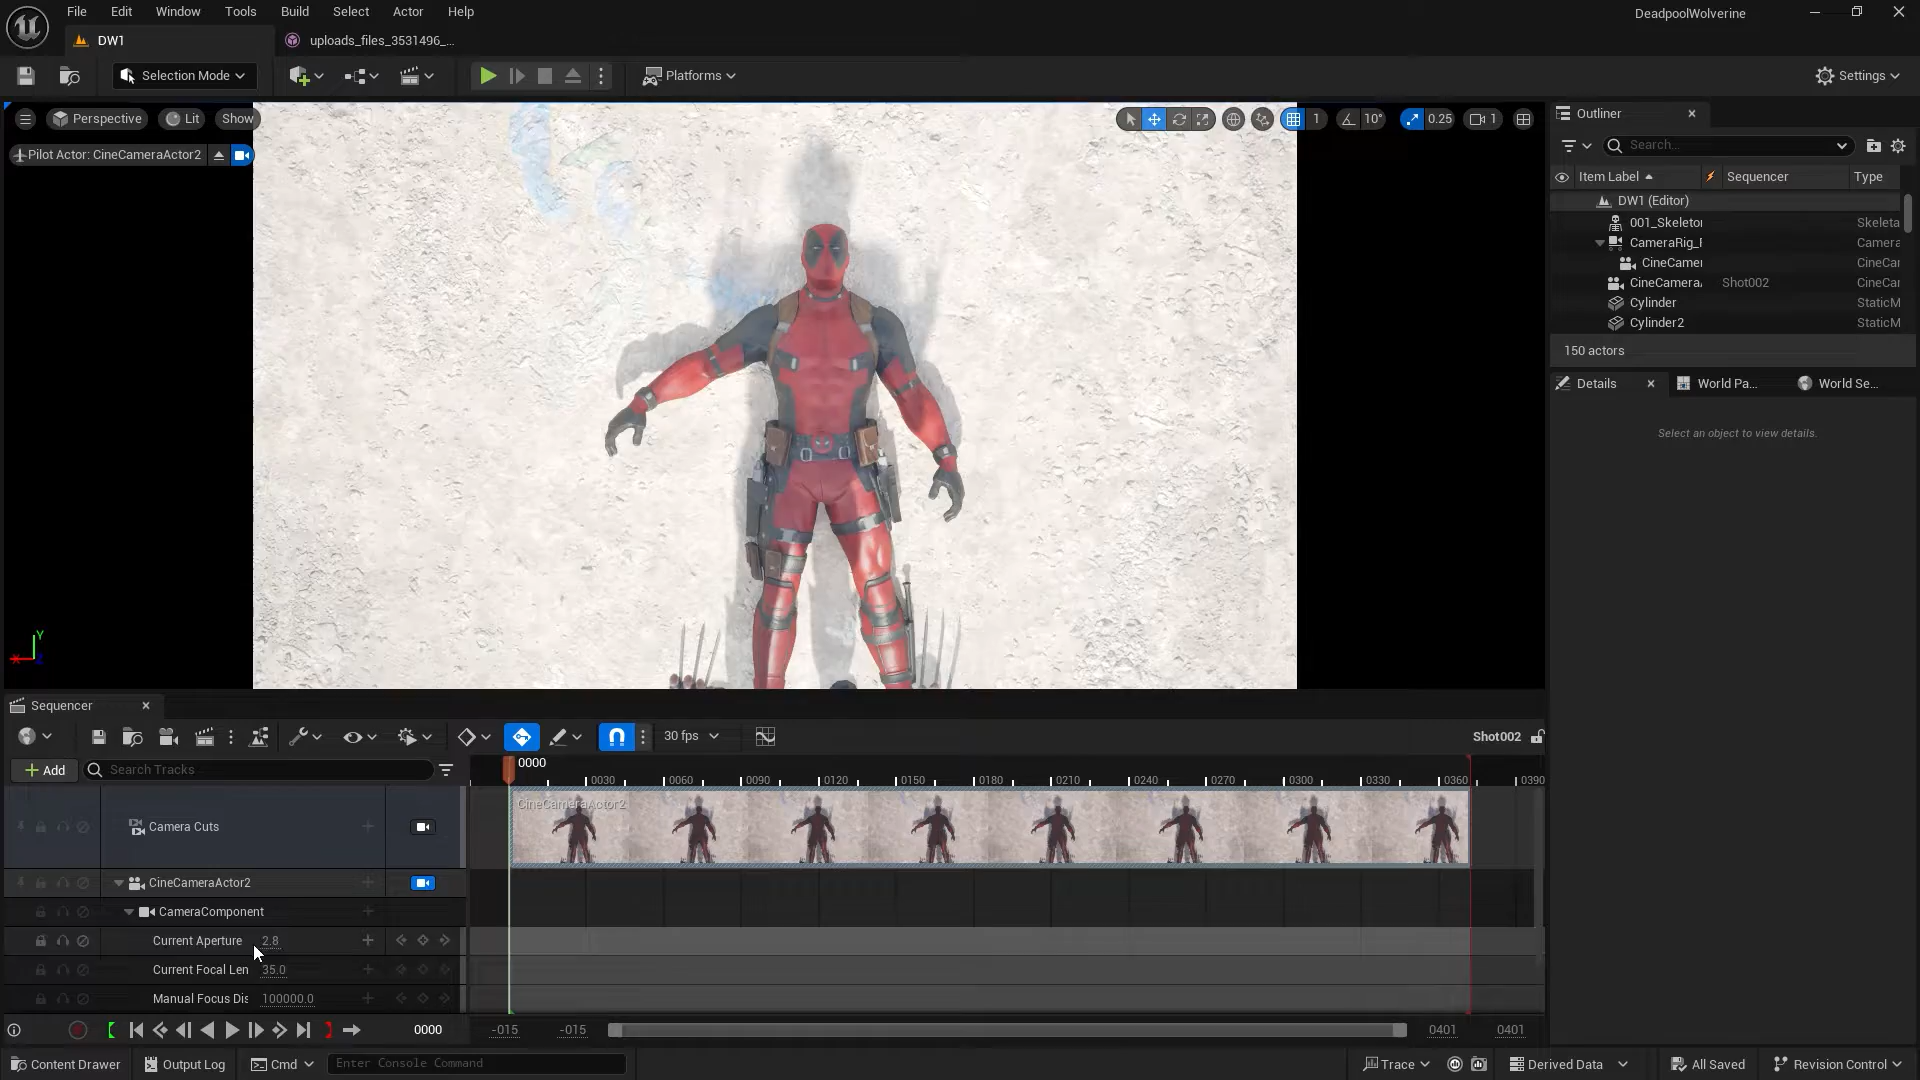 File Edit Window Tools Build Select Actor Help
DeadpoolWolverine
DW1
uploads_files_3531496_...
Selection Mode
Platforms
Settings
Perspective
Lit
Show
1
10°
0.25
1
Pilot Actor: CineCameraActor2
Outliner
Search...
Item Label
Sequencer
Type
DW1 (Editor)
001_Skeleto
Skeleta
CameraRig_
Camera
CineCamer
CineCar
CineCamera
Shot002
CineCar
Cylinder
StaticM
Cylinder2
StaticM
150 actors
Details
World Pa...
World Se...
Select an object to view details.
Y
Sequencer
30 fps
Shot002
Add
Search Tracks
0000
0030 0060 0090 0120 0150 0180 0210 0240 0270 0300 0330 0360 0390
Camera Cuts
CineCameraActor2
CineCameraActor2
CameraComponent
Current Aperture 2.8
Current Focal Len 35.0
Manual Focus Dis 100000.0
0000
-015
-015
0401
0401
Content Drawer
Output Log
Cmd
Enter Console Command
Trace
Derived Data
All Saved
Revision Control